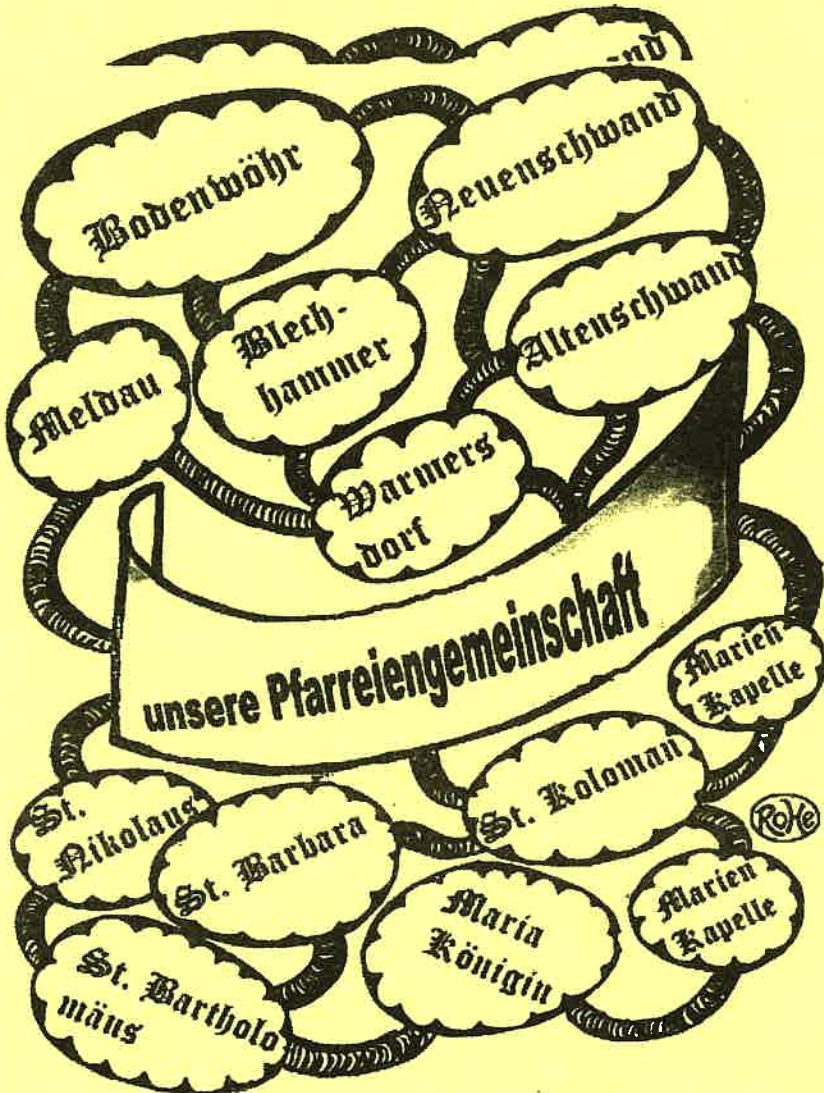 nd
Bodenwöhr
Neuenschwand
Blech-
hammer
Altenschwand
Meldau
Warmers
dorf
unsere Pfarreiengemeinschaft
Marien
Kapelle
St. Koloman
St.
Nikolaus
St. Barbara
RoHe
Maria
Königin
Marien
Kapelle
St. Bartholo
mäus